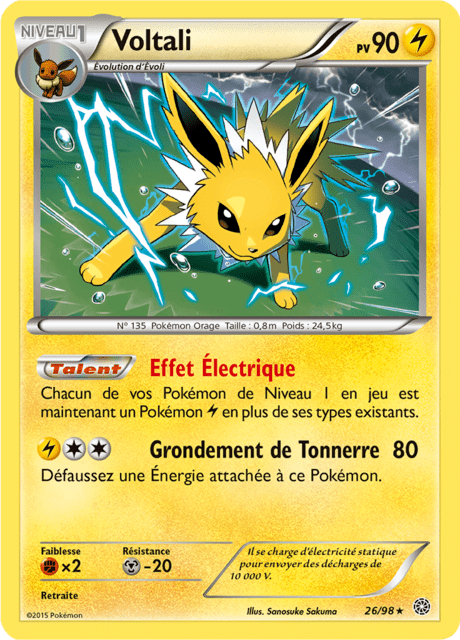 NIVEAU 1
Voltali
PV 90
Évolution d'Évoli
N° 135 Pokémon Orage Taille : 0,8m Poids : 24,5kg
Talent Effet Électrique
Chacun de vos Pokémon de Niveau 1 en jeu est
maintenant un Pokémon en plus de ses types existants.
Grondement de Tonnerre 80
Défaussez une Énergie attachée à ce Pokémon.
Faiblesse
×2
Résistance
-20
Retraite
Il se charge d'électricité statique
pour envoyer des décharges de
10 000 V.
©2015 Pokémon
Illus. Sanosuke Sakuma
26/98 ★